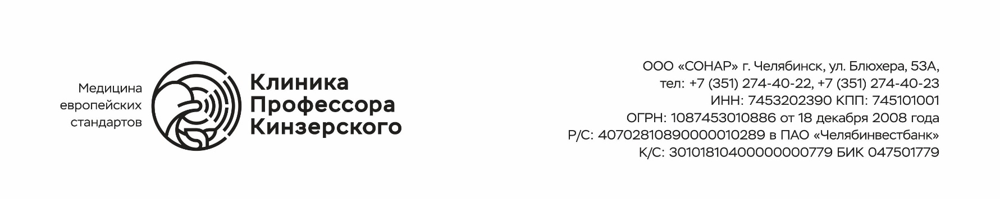 Медицина
европейских
стандартов
Клиника
Профессора
Кинзерского
ООО «СОНАР» г. Челябинск, ул. Блюхера, 53А,
тел: +7 (351) 274-40-22, +7 (351) 274-40-23
ИНН: 7453202390 КПП: 745101001
ОГРН: 1087453010886 от 18 декабря 2008 года
Р/С: 40702810890000010289 в ПАО «Челябинвестбанк»
К/С: 30101810400000000779 БИК 047501779